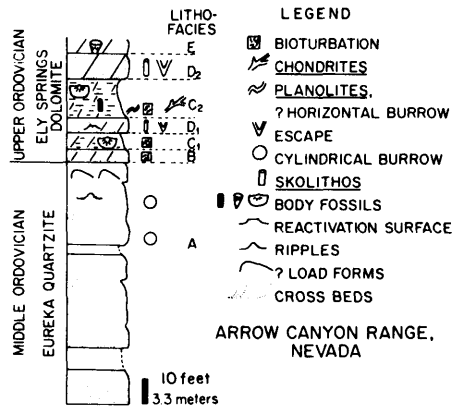 LITHO-
FACIES
E
D2
C2
D1
C1
B
A
UPPER ORDOVICIAN
ELY SPRINGS
DOLOMITE
MIDDLE ORDOVICIAN
EUREKA QUARTZITE
10 feet
3.3 meters
LEGEND
BIOTURBATION
CHONDRITES
PLANOLITES,
? HORIZONTAL BURROW
ESCAPE
CYLINDRICAL BURROW
SKOLITHOS
BODY FOSSILS
REACTIVATION SURFACE
RIPPLES
? LOAD FORMS
CROSS BEDS
ARROW CANYON RANGE,
NEVADA